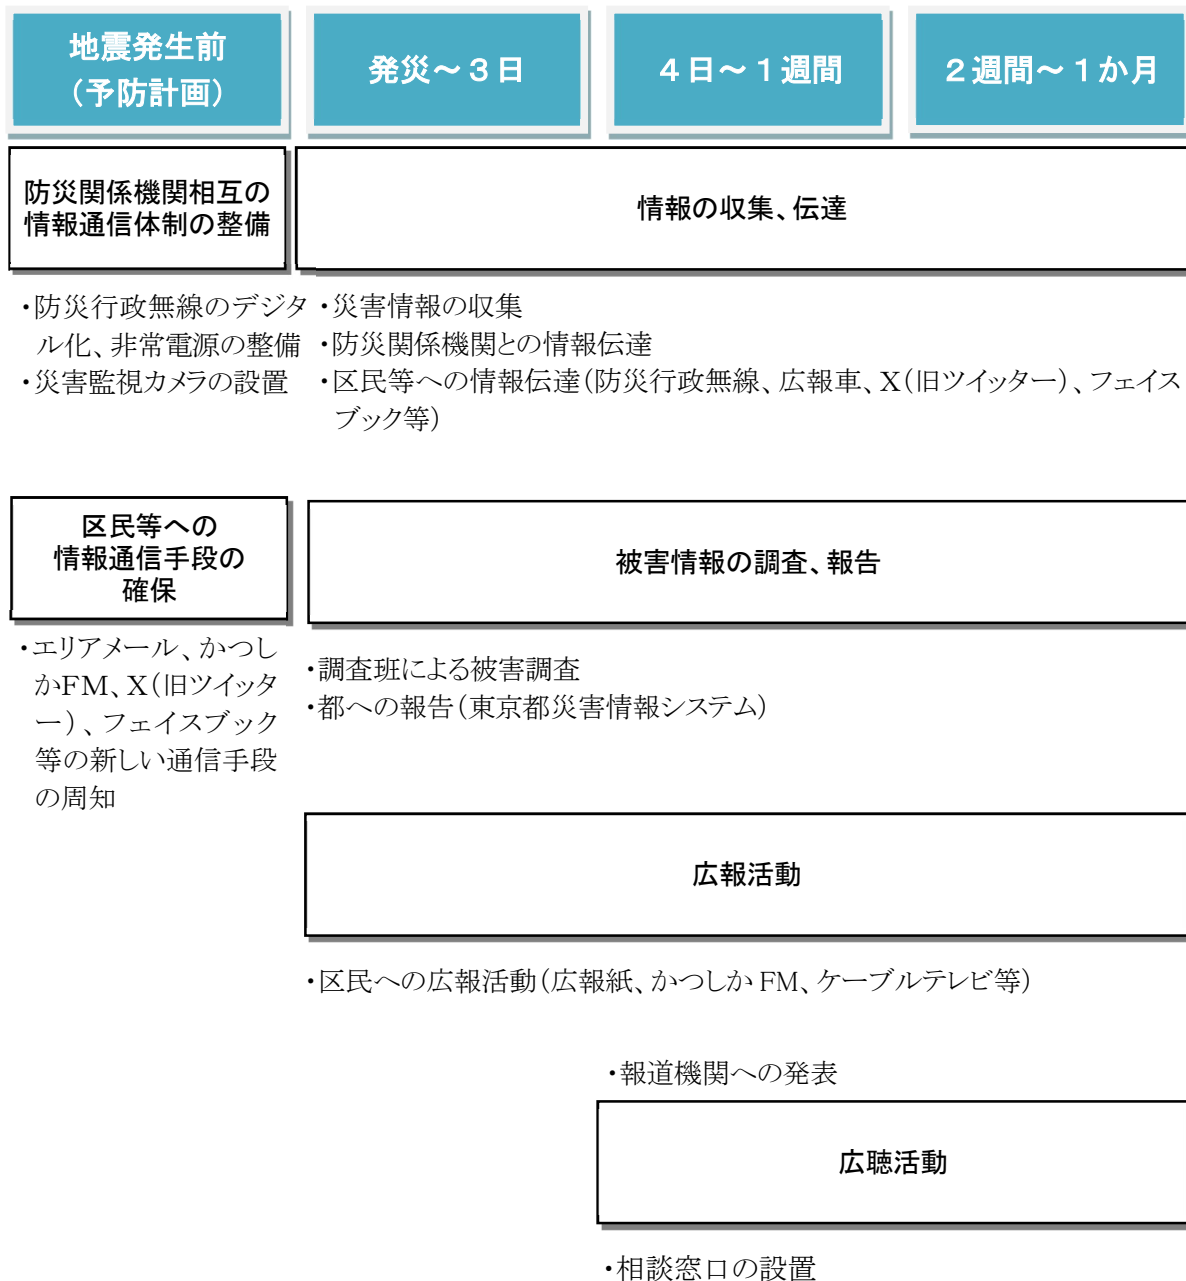 地震発生前
（予防計画）
発災～３日
４日～１週間
２週間～１か月
防災関係機関相互の
情報通信体制の整備
情報の収集、伝達
・防災行政無線のデジタ
ル化、非常電源の整備
・災害監視カメラの設置
・災害情報の収集
・防災関係機関との情報伝達
・区民等への情報伝達（防災行政無線、広報車、X（旧ツイッター）、フェイス
ブック等）
区民等への
情報通信手段の
確保
被害情報の調査、報告
・エリアメール、かつし
かFM、X（旧ツイッタ
ー）、フェイスブック
等の新しい通信手段
の周知
・調査班による被害調査
・都への報告（東京都災害情報システム）
広報活動
・区民への広報活動（広報紙、かつしか FM、ケーブルテレビ等）
・報道機関への発表
広聴活動
・相談窓口の設置